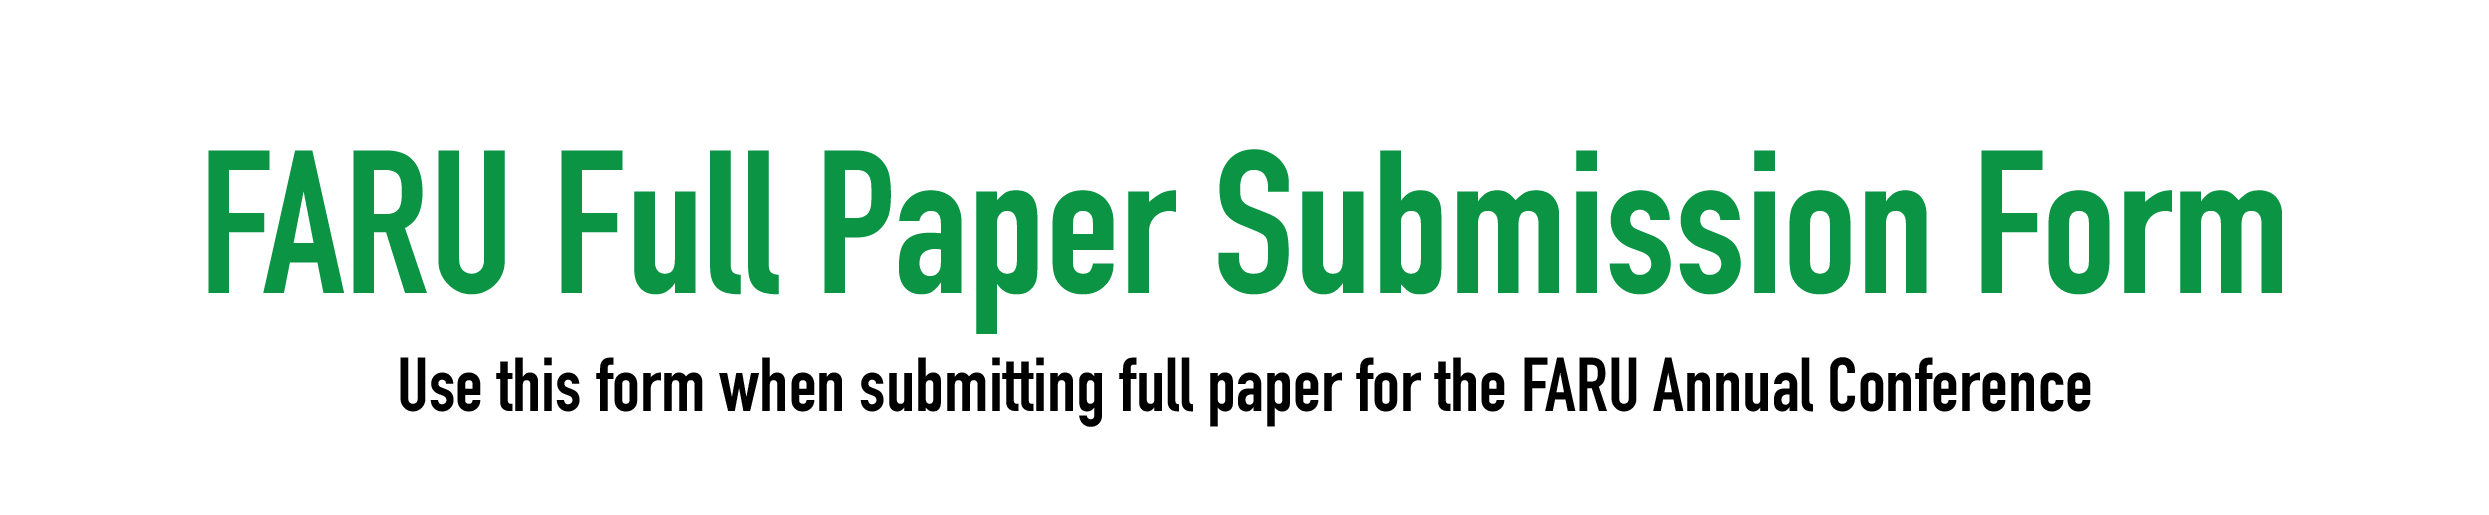 FARU Full Paper Submission Form
Use this form when submitting full paper for the FARU Annual Conference